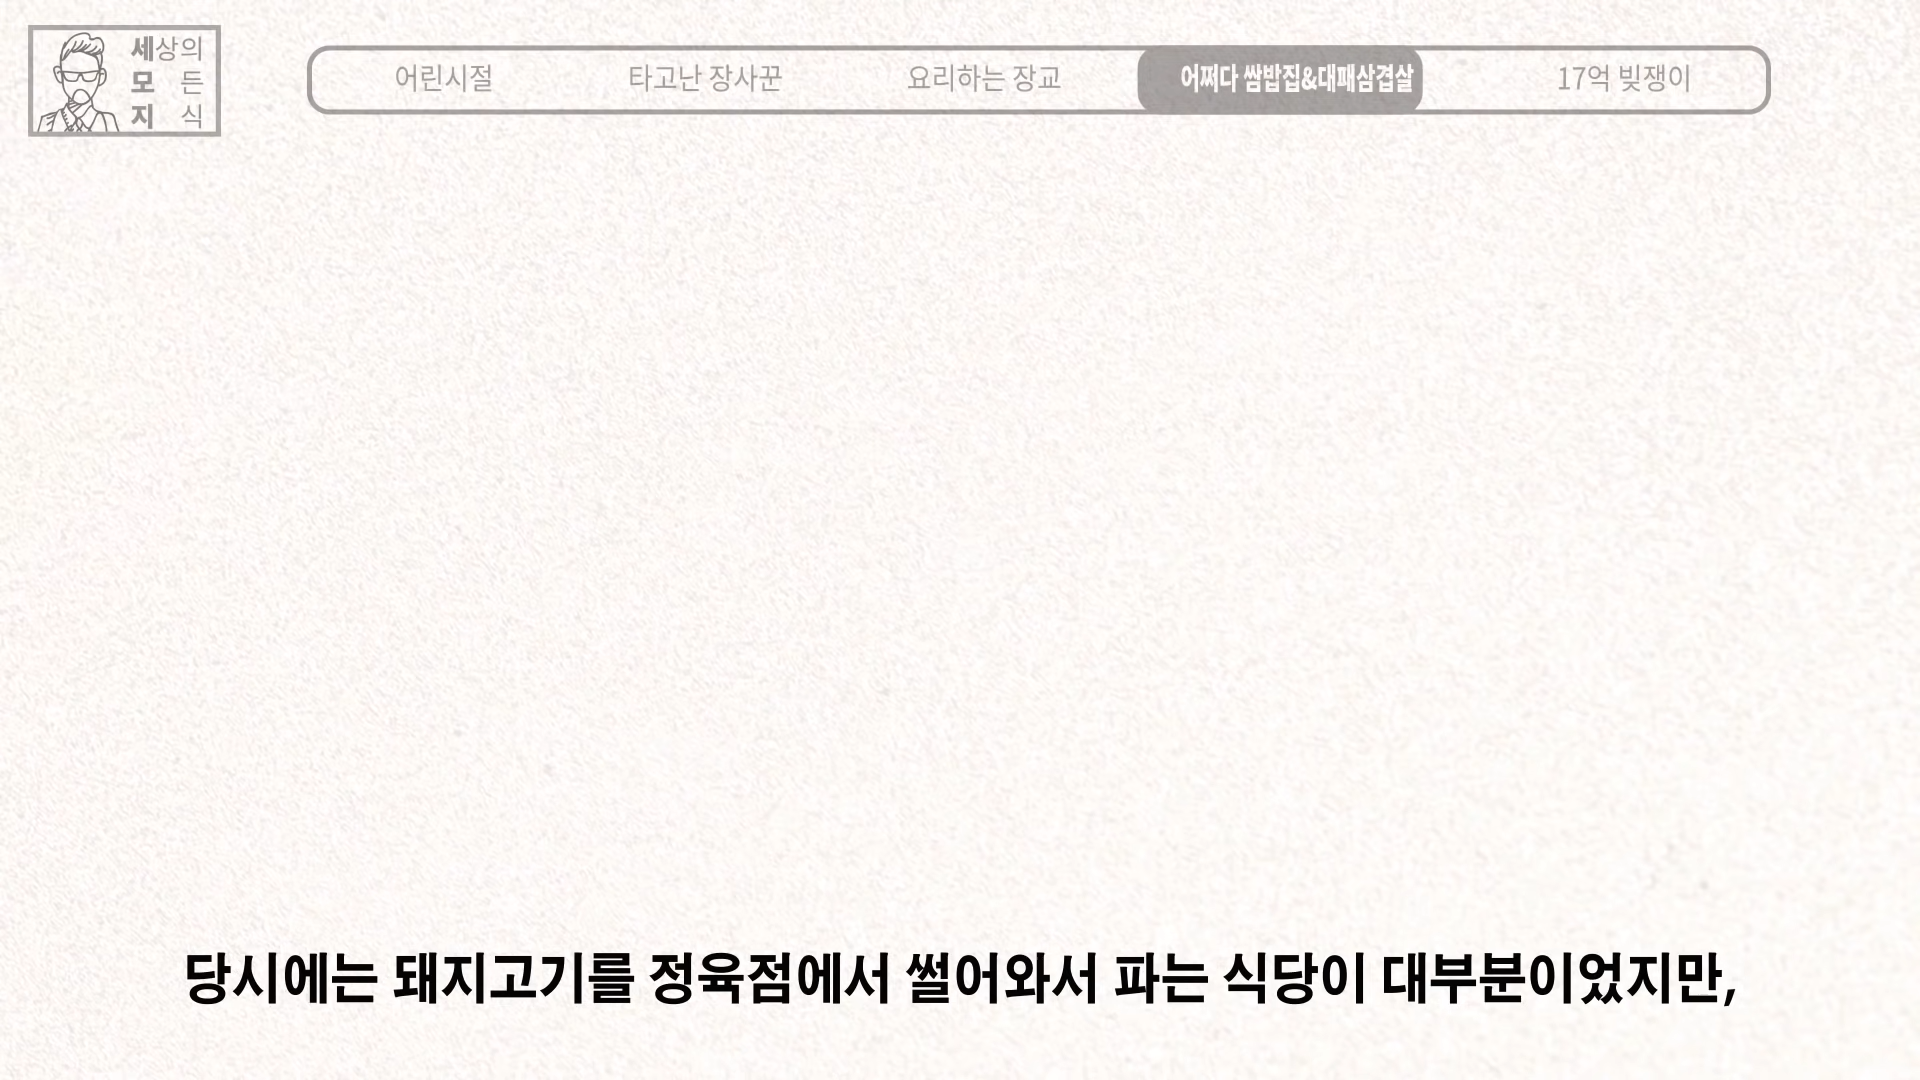 세상의
모든
지식
어린시절
타고난 장사꾼
요리하는 장교
어쩌다 쌈밥집&대패삼겹살
17억 빚쟁이
당시에는 돼지고기를 정육점에서 썰어와서 파는 식당이 대부분이었지만,